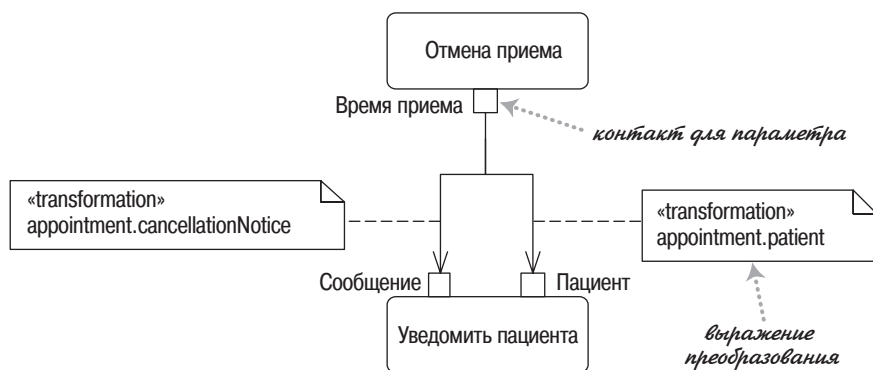 Отмена приема
Время приема
контакт для параметра
«transformation»
appointment.cancellationNotice
«transformation»
appointment.patient
Сообщение
Пациент
Уведомить пациента
выражение
преобразования